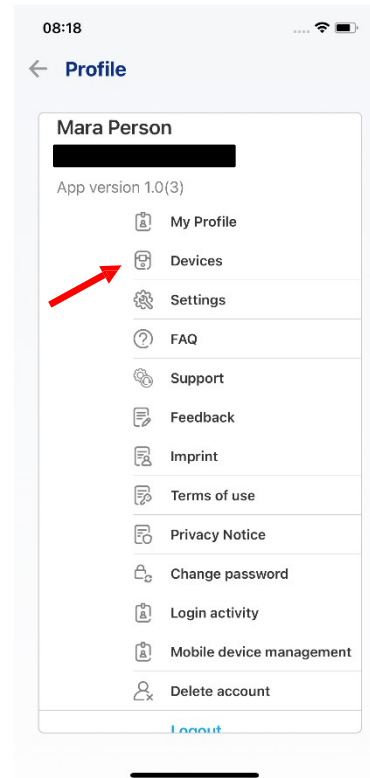 08:18
Profile
Mara Person
App version 1.0(3)
My Profile
Devices
Settings
FAQ
Support
Feedback
Imprint
Terms of use
Privacy Notice
Change password
Login activity
Mobile device management
Delete account
Logout